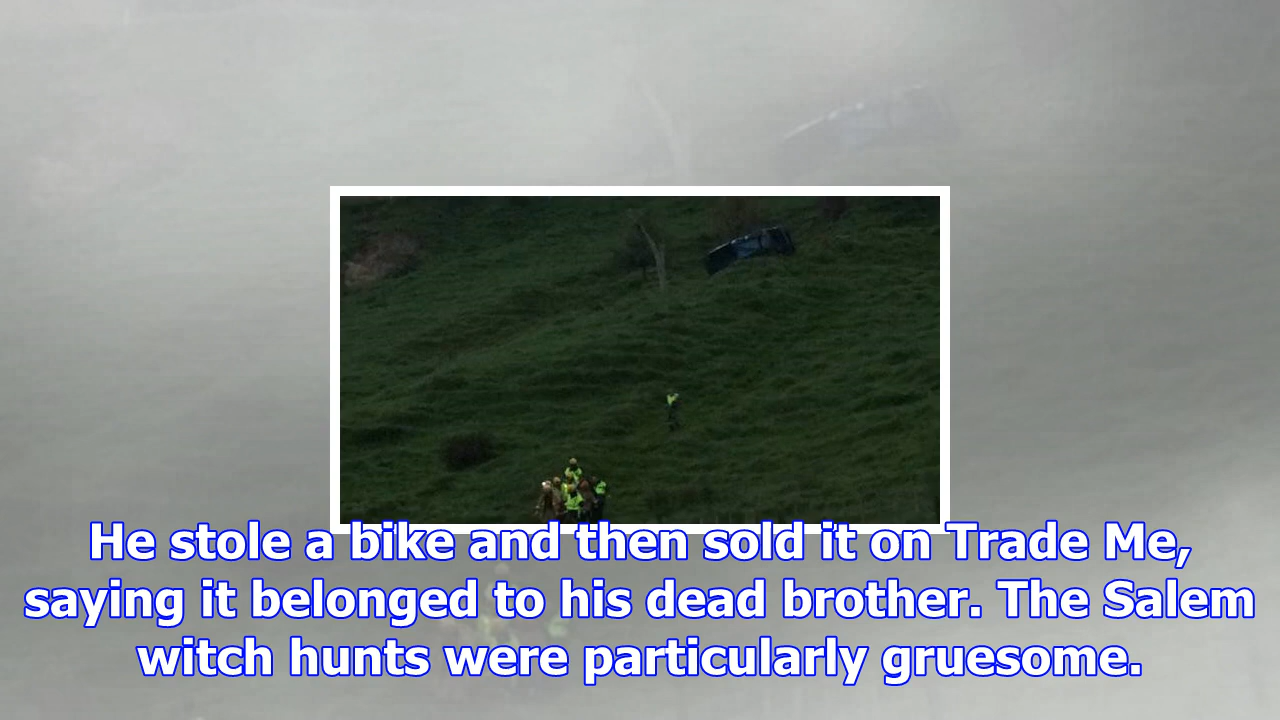 He stole a bike and then sold it on Trade Me,
saying it belonged to his dead brother. The Salem
witch hunts were particularly gruesome.